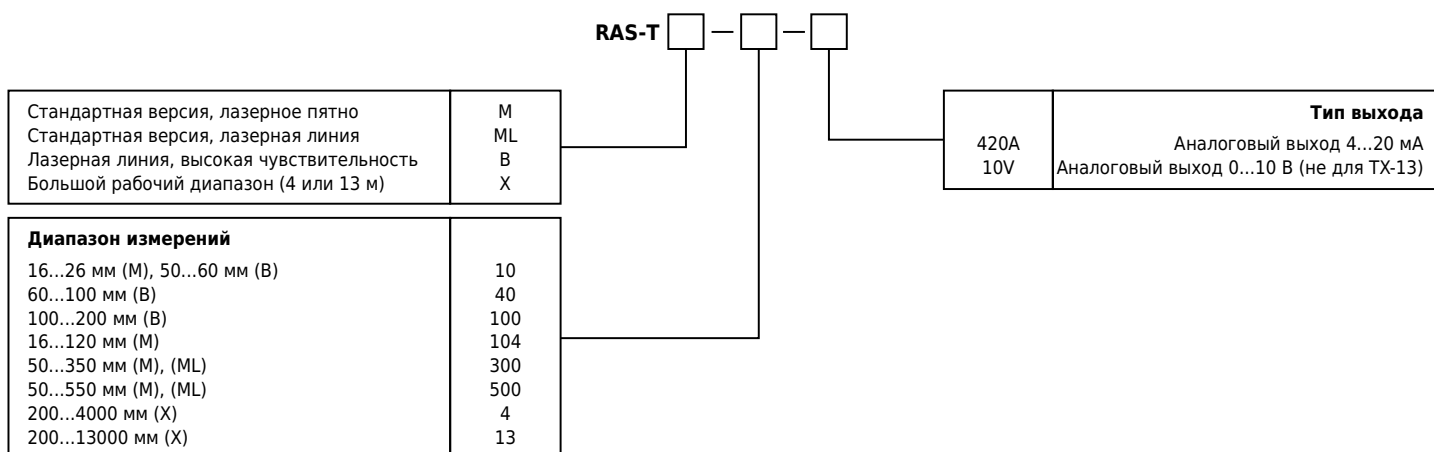 RAS-T — —
Стандартная версия, лазерное пятно M
Стандартная версия, лазерная линия ML
Лазерная линия, высокая чувствительность B
Большой рабочий диапазон (4 или 13 м) X
Тип выхода
420A Аналоговый выход 4...20 мА
10V Аналоговый выход 0...10 В (не для TX-13)
Диапазон измерений
16...26 мм (M), 50...60 мм (B) 10
60...100 мм (B) 40
100...200 мм (B) 100
16...120 мм (M) 104
50...350 мм (M), (ML) 300
50...550 мм (M), (ML) 500
200...4000 мм (X) 4
200...13000 мм (X) 13